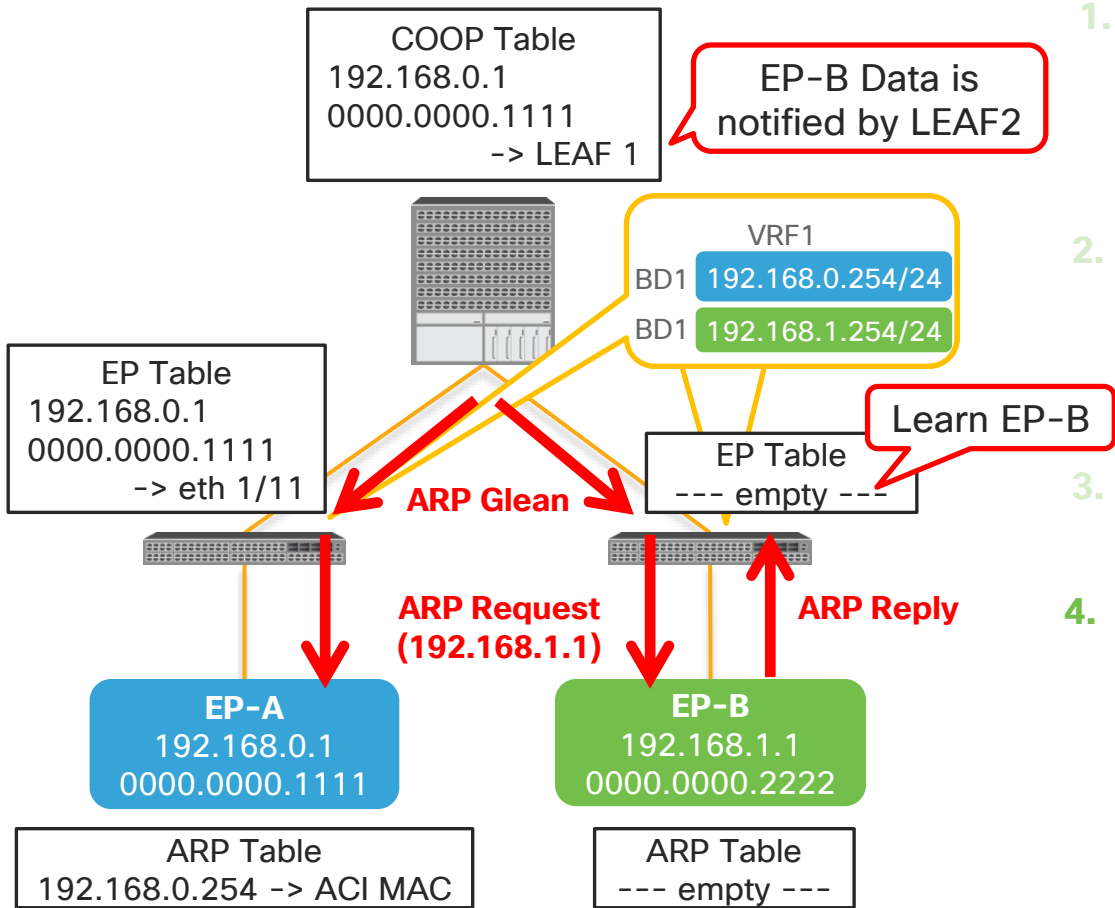 1.
COOP Table
192.168.0.1
0000.0000.1111
-> LEAF 1
EP-B Data is
notified by LEAF2
2.
VRF1
BD1 192.168.0.254/24
BD1 192.168.1.254/24
EP Table
192.168.0.1
0000.0000.1111
-> eth 1/11
Learn EP-B
EP Table
--- empty ---
3.
ARP Glean
4.
ARP Request
(192.168.1.1)
ARP Reply
EP-A
192.168.0.1
0000.0000.1111
EP-B
192.168.1.1
0000.0000.2222
ARP Table
192.168.0.254 -> ACI MAC
ARP Table
--- empty ---